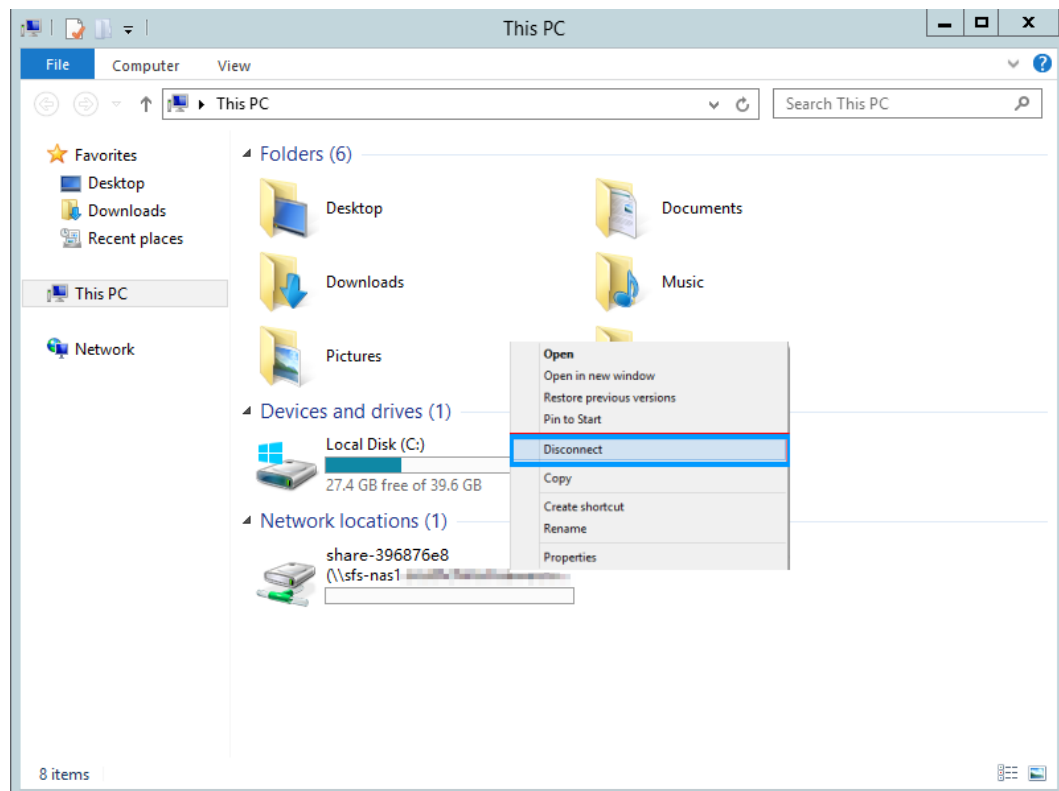 This PC
File Computer View
This PC
Search This PC
Favorites
Desktop
Downloads
Recent places
This PC
Network
Folders (6)
Desktop
Documents
Downloads
Music
Pictures
Devices and drives (1)
Local Disk (C:)
27.4 GB free of 39.6 GB
Network locations (1)
share-396876e8
(\\sfs-nas1
Open
Open in new window
Restore previous versions
Pin to Start
Disconnect
Copy
Create shortcut
Rename
Properties
8 items